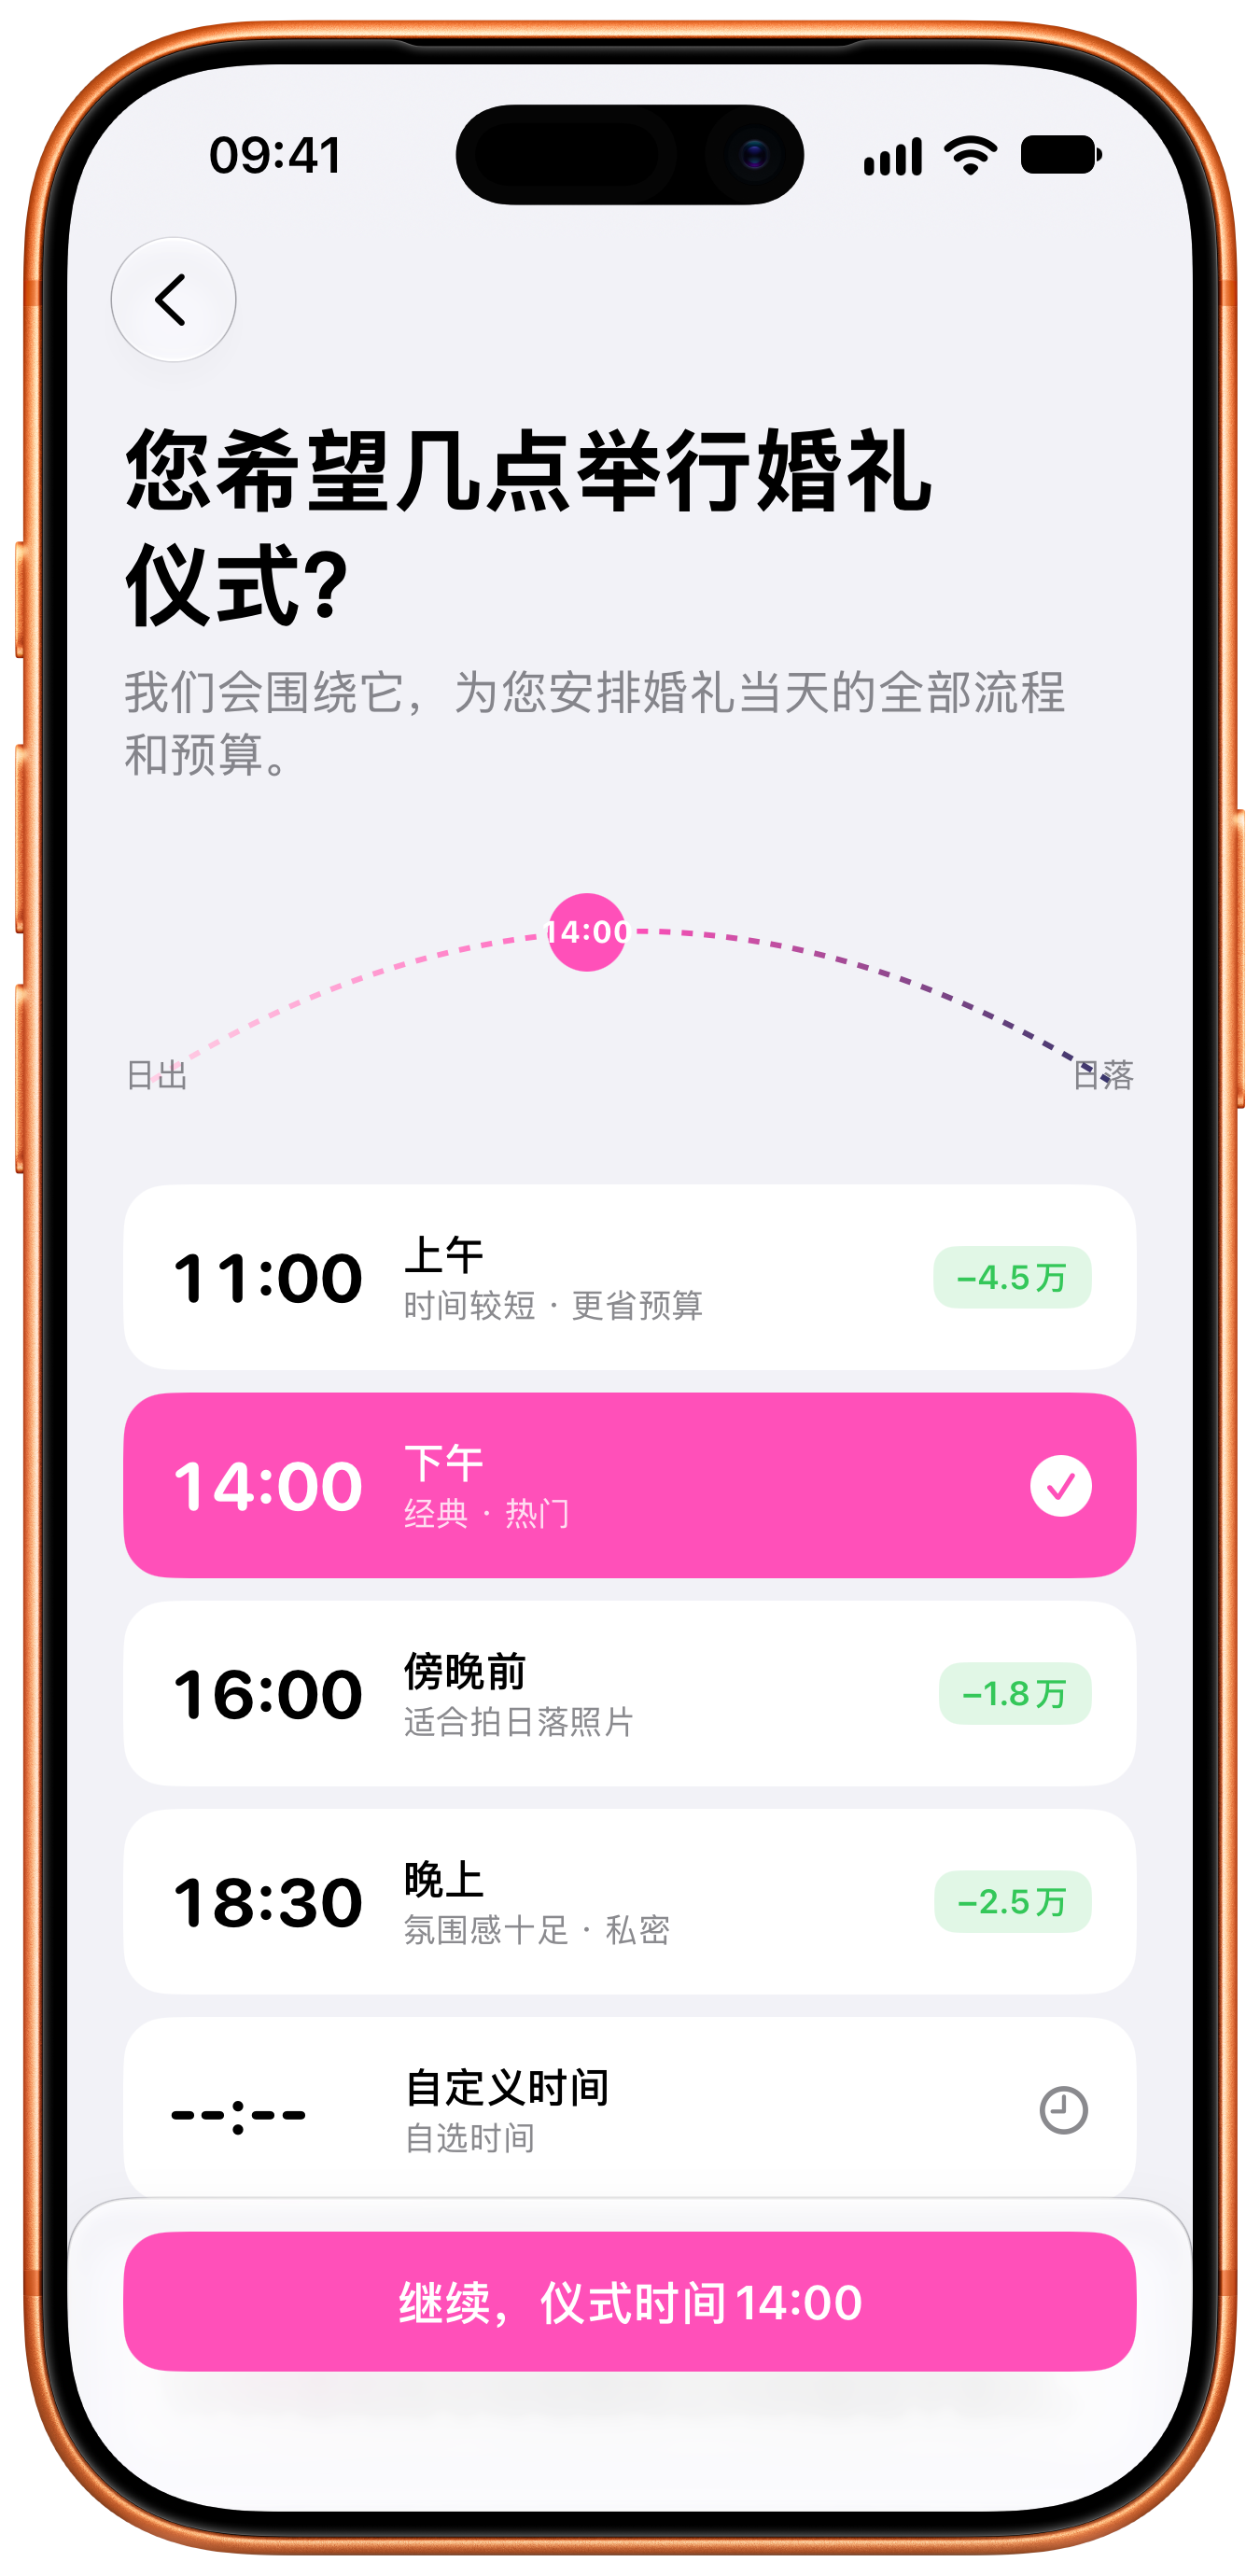 09:41
您希望几点举行婚礼
仪式?
我们会围绕它，为您安排婚礼当天的全部流程
和预算。
14:00
日出
日落
11:00
上午
时间较短 · 更省预算
−4.5 万
14:00
下午
经典 · 热门
16:00
傍晚前
适合拍日落照片
−1.8 万
18:30
晚上
氛围感十足 · 私密
−2.5 万
--:--
自定义时间
自选时间
继续，仪式时间 14:00